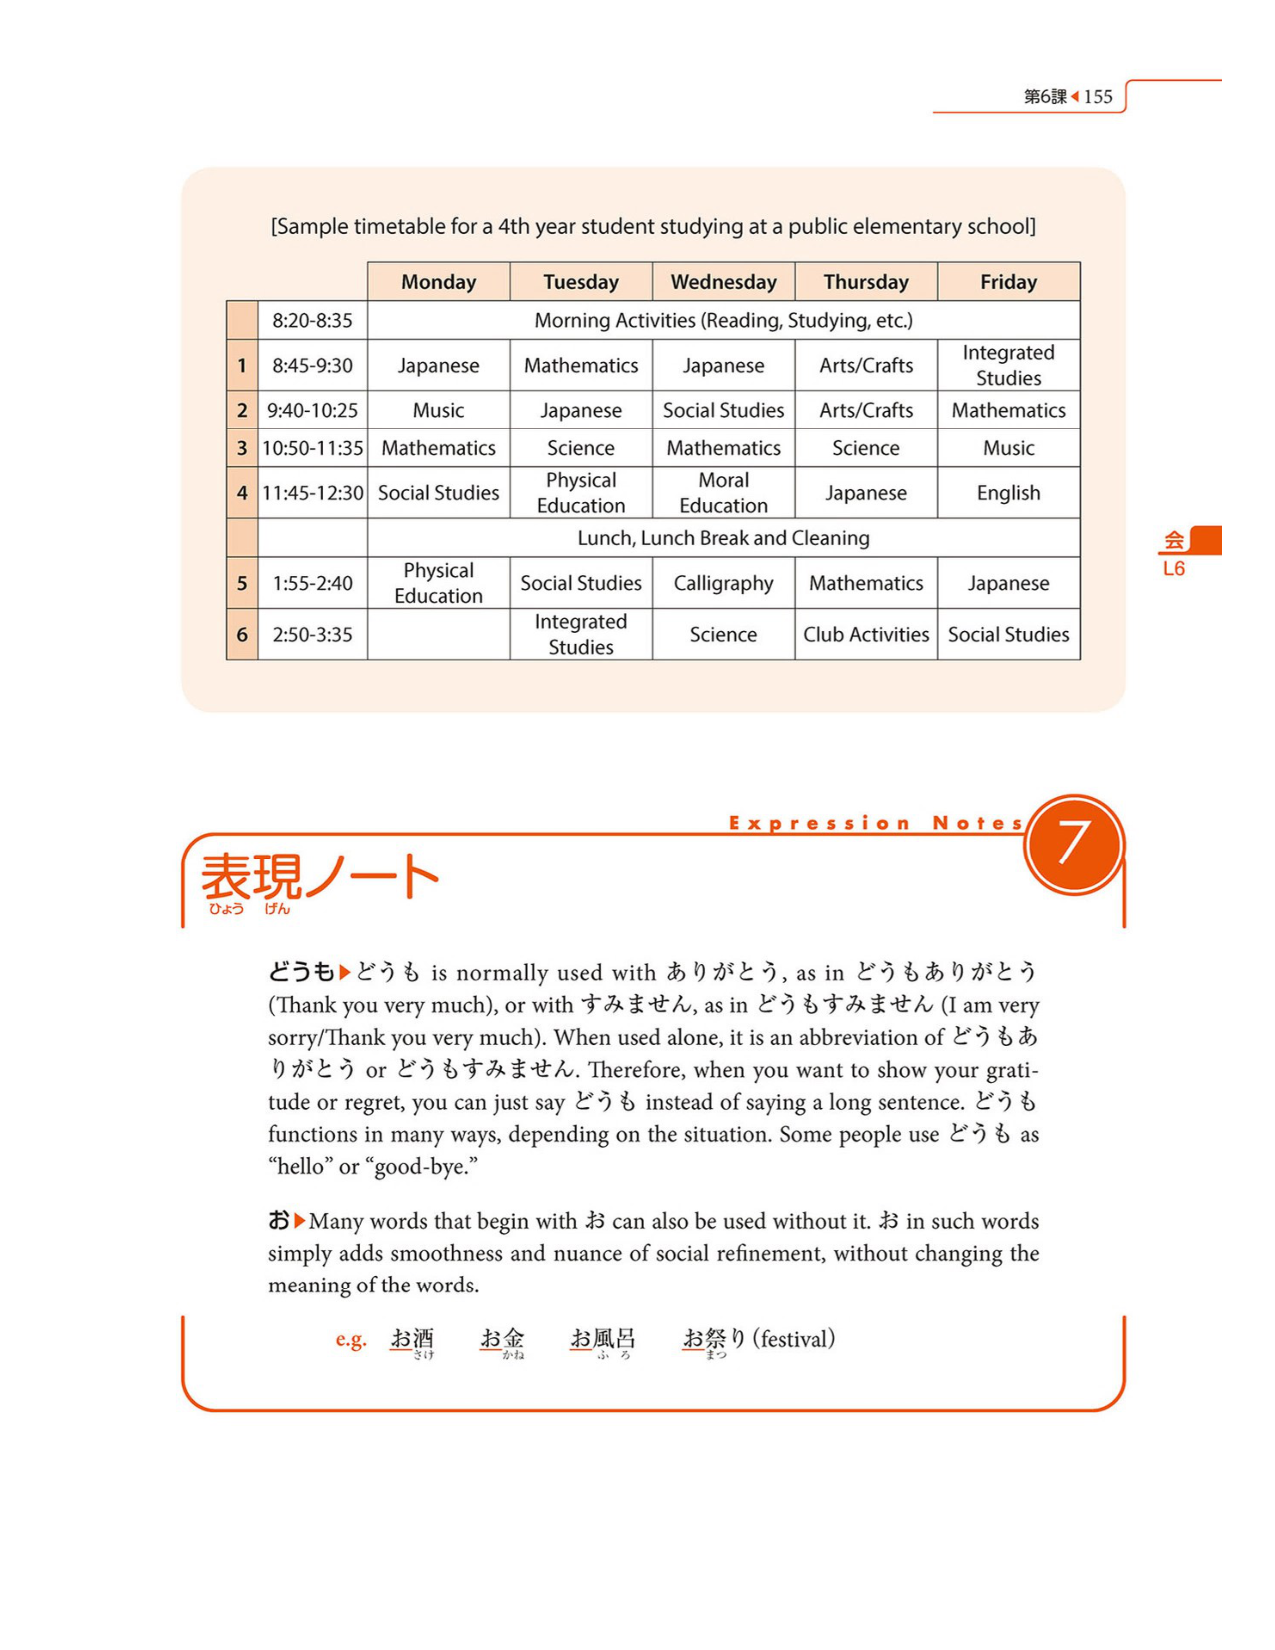 第6課◀155
[Sample timetable for a 4th year student studying at a public elementary school]
Monday Tuesday Wednesday Thursday Friday
8:20-8:35 Morning Activities (Reading, Studying, etc.)
1 8:45-9:30 Japanese Mathematics Japanese Arts/Crafts Integrated Studies
2 9:40-10:25 Music Japanese Social Studies Arts/Crafts Mathematics
3 10:50-11:35 Mathematics Science Mathematics Science Music
4 11:45-12:30 Social Studies Physical Education Moral Education Japanese English
Lunch, Lunch Break and Cleaning
5 1:55-2:40 Physical Education Social Studies Calligraphy Mathematics Japanese
6 2:50-3:35 Integrated Studies Science Club Activities Social Studies
会
L6
Expression Notes 7
表現ノート
ひょう げん
どうも▶どうも is normally used with ありがとう, as in どうもありがとう
(Thank you very much), or with すみません, as in どうもすみません (I am very
sorry/Thank you very much). When used alone, it is an abbreviation of どうもあ
りがとう or どうもすみません. Therefore, when you want to show your grati-
tude or regret, you can just say どうも instead of saying a long sentence. どうも
functions in many ways, depending on the situation. Some people use どうも as
“hello” or “good-bye.”
お▶Many words that begin with お can also be used without it. お in such words
simply adds smoothness and nuance of social refinement, without changing the
meaning of the words.
e.g. お酒 お金 お風呂 お祭り (festival)
さけ かね ふ ろ まつ